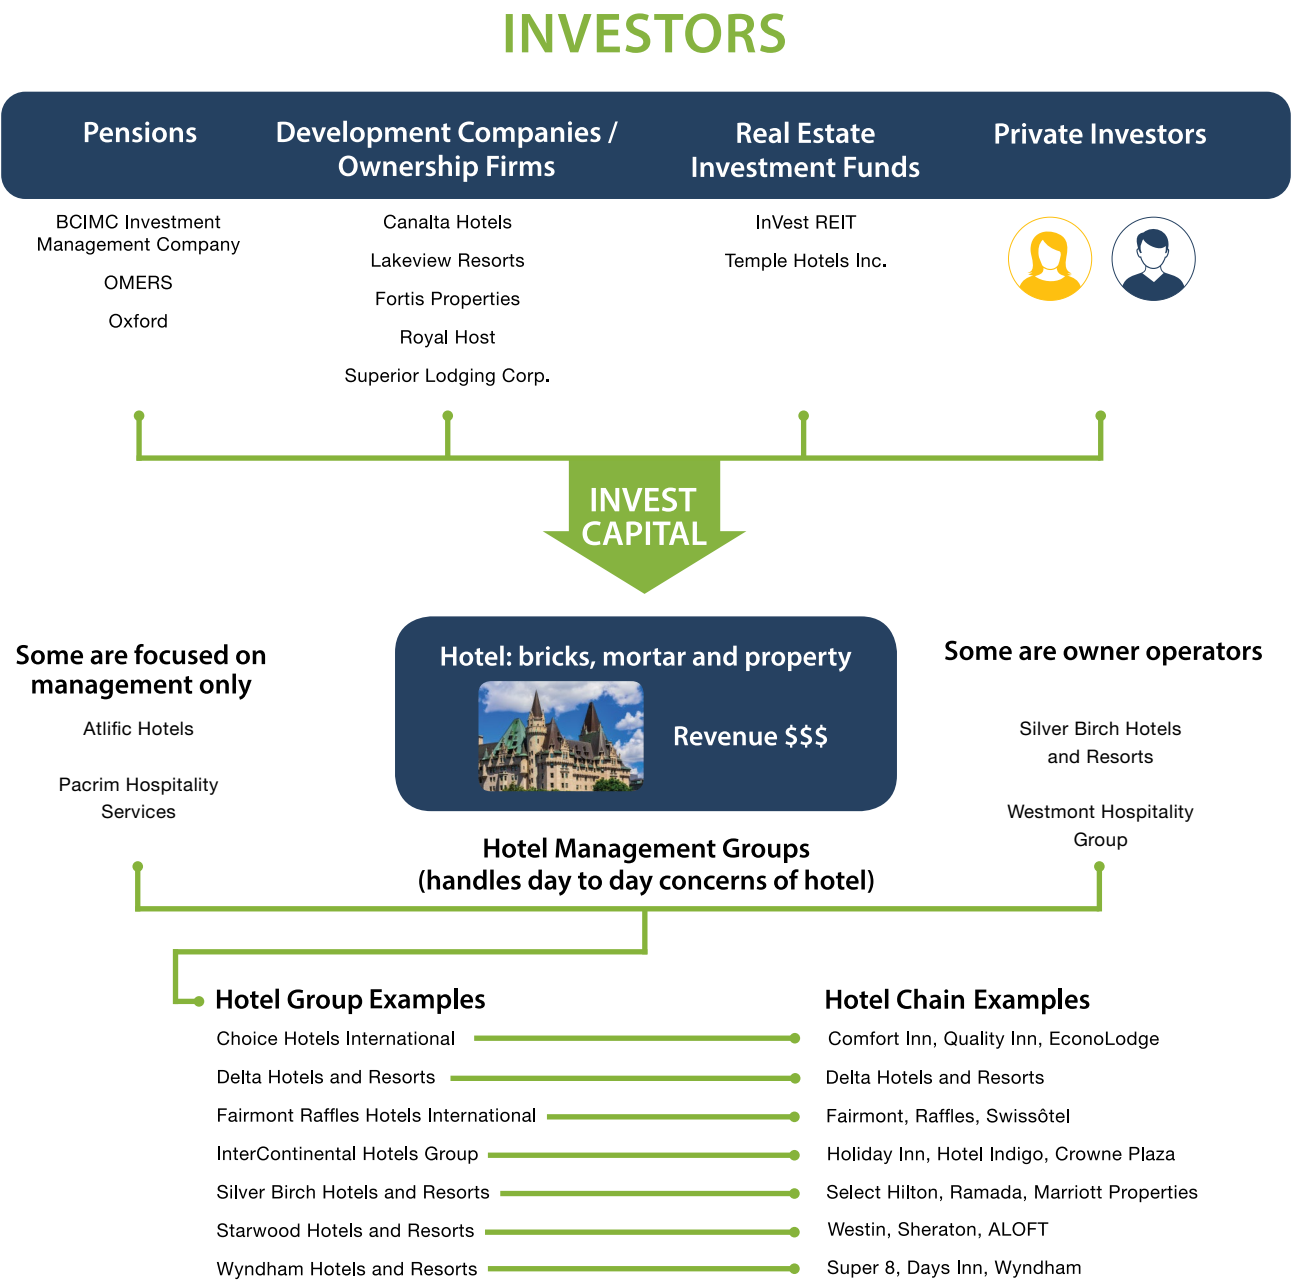 INVESTORS
Pensions
Development Companies /
Ownership Firms
Real Estate
Investment Funds
Private Investors
BCIMC Investment
Management Company
OMERS
Oxford
Canalta Hotels
Lakeview Resorts
Fortis Properties
Royal Host
Superior Lodging Corp.
InVest REIT
Temple Hotels Inc.
INVEST
CAPITAL
Some are focused on
management only
Atlific Hotels
Pacrim Hospitality
Services
Hotel: bricks, mortar and property
Revenue $$$
Some are owner operators
Silver Birch Hotels
and Resorts
Westmont Hospitality
Group
Hotel Management Groups
(handles day to day concerns of hotel)
Hotel Group Examples
Hotel Chain Examples
Choice Hotels International
Comfort Inn, Quality Inn, EconoLodge
Delta Hotels and Resorts
Delta Hotels and Resorts
Fairmont Raffles Hotels International
Fairmont, Raffles, Swissôtel
InterContinental Hotels Group
Holiday Inn, Hotel Indigo, Crowne Plaza
Silver Birch Hotels and Resorts
Select Hilton, Ramada, Marriott Properties
Starwood Hotels and Resorts
Westin, Sheraton, ALOFT
Wyndham Hotels and Resorts
Super 8, Days Inn, Wyndham